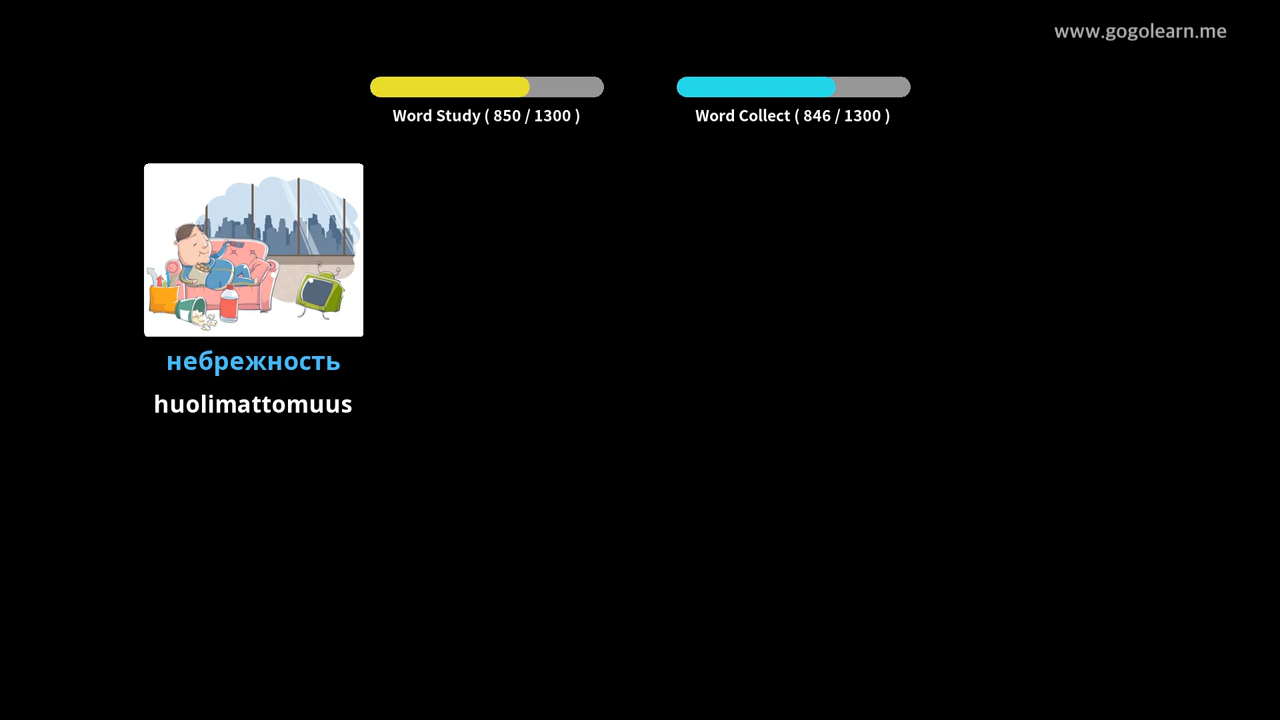 www.gogolearn.me
Word Study ( 850 / 1300 )
Word Collect ( 846 / 1300 )
небрежность
huolimattomuus